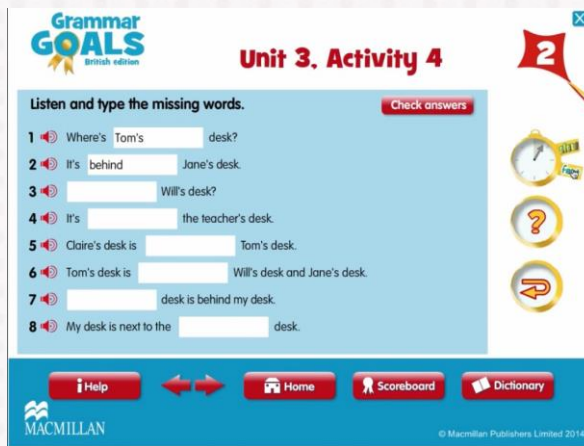 Grammar
GOALS
British edition
Unit 3, Activity 4
2
Listen and type the missing words.
Check answers
1 Where's Tom's desk?
2 It's behind Jane's desk.
3 Will's desk?
4 It's the teacher's desk.
5 Claire's desk is Tom's desk.
6 Tom's desk is Will's desk and Jane's desk.
7 desk is behind my desk.
8 My desk is next to the desk.
?
i Help
Home
Scoreboard
Dictionary
MACMILLAN
© Macmillan Publishers Limited 2014